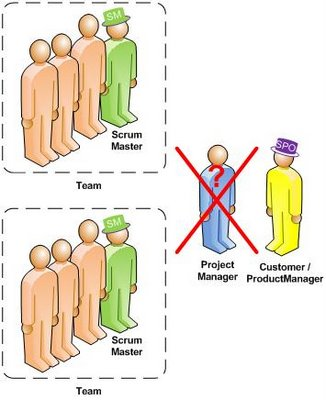 SM
Scrum
Master
Team
?
SPO
Project
Manager
Customer /
ProductManager
SM
Scrum
Master
Team